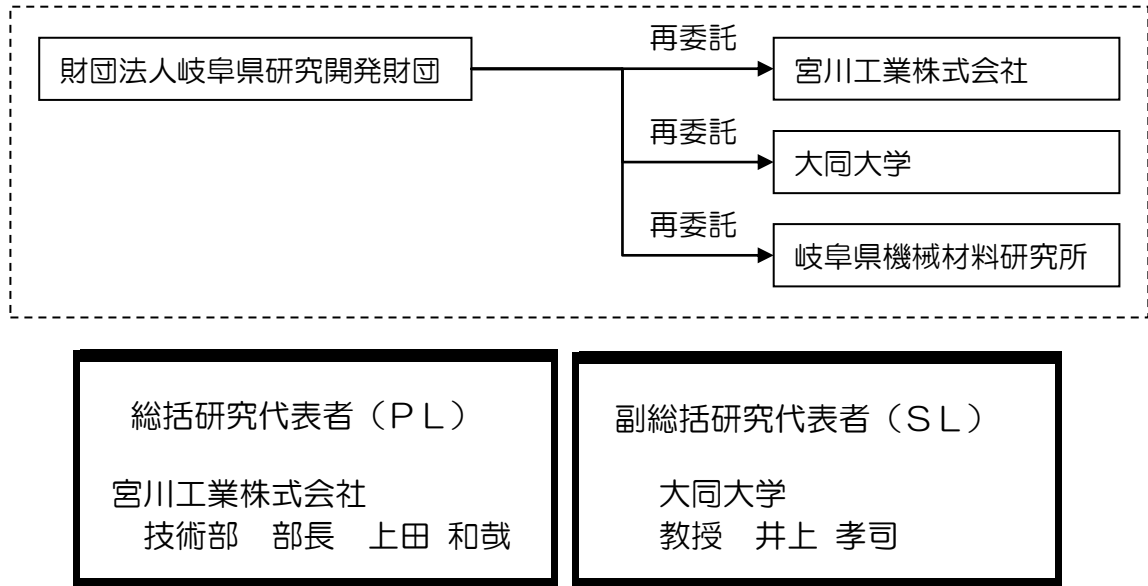 財団法人岐阜県研究開発財団
再委託
宮川工業株式会社
再委託
大同大学
再委託
岐阜県機械材料研究所
総括研究代表者（ＰＬ）
宮川工業株式会社
技術部　部長　上田 和哉
副総括研究代表者（ＳＬ）
大同大学
教授　井上 孝司